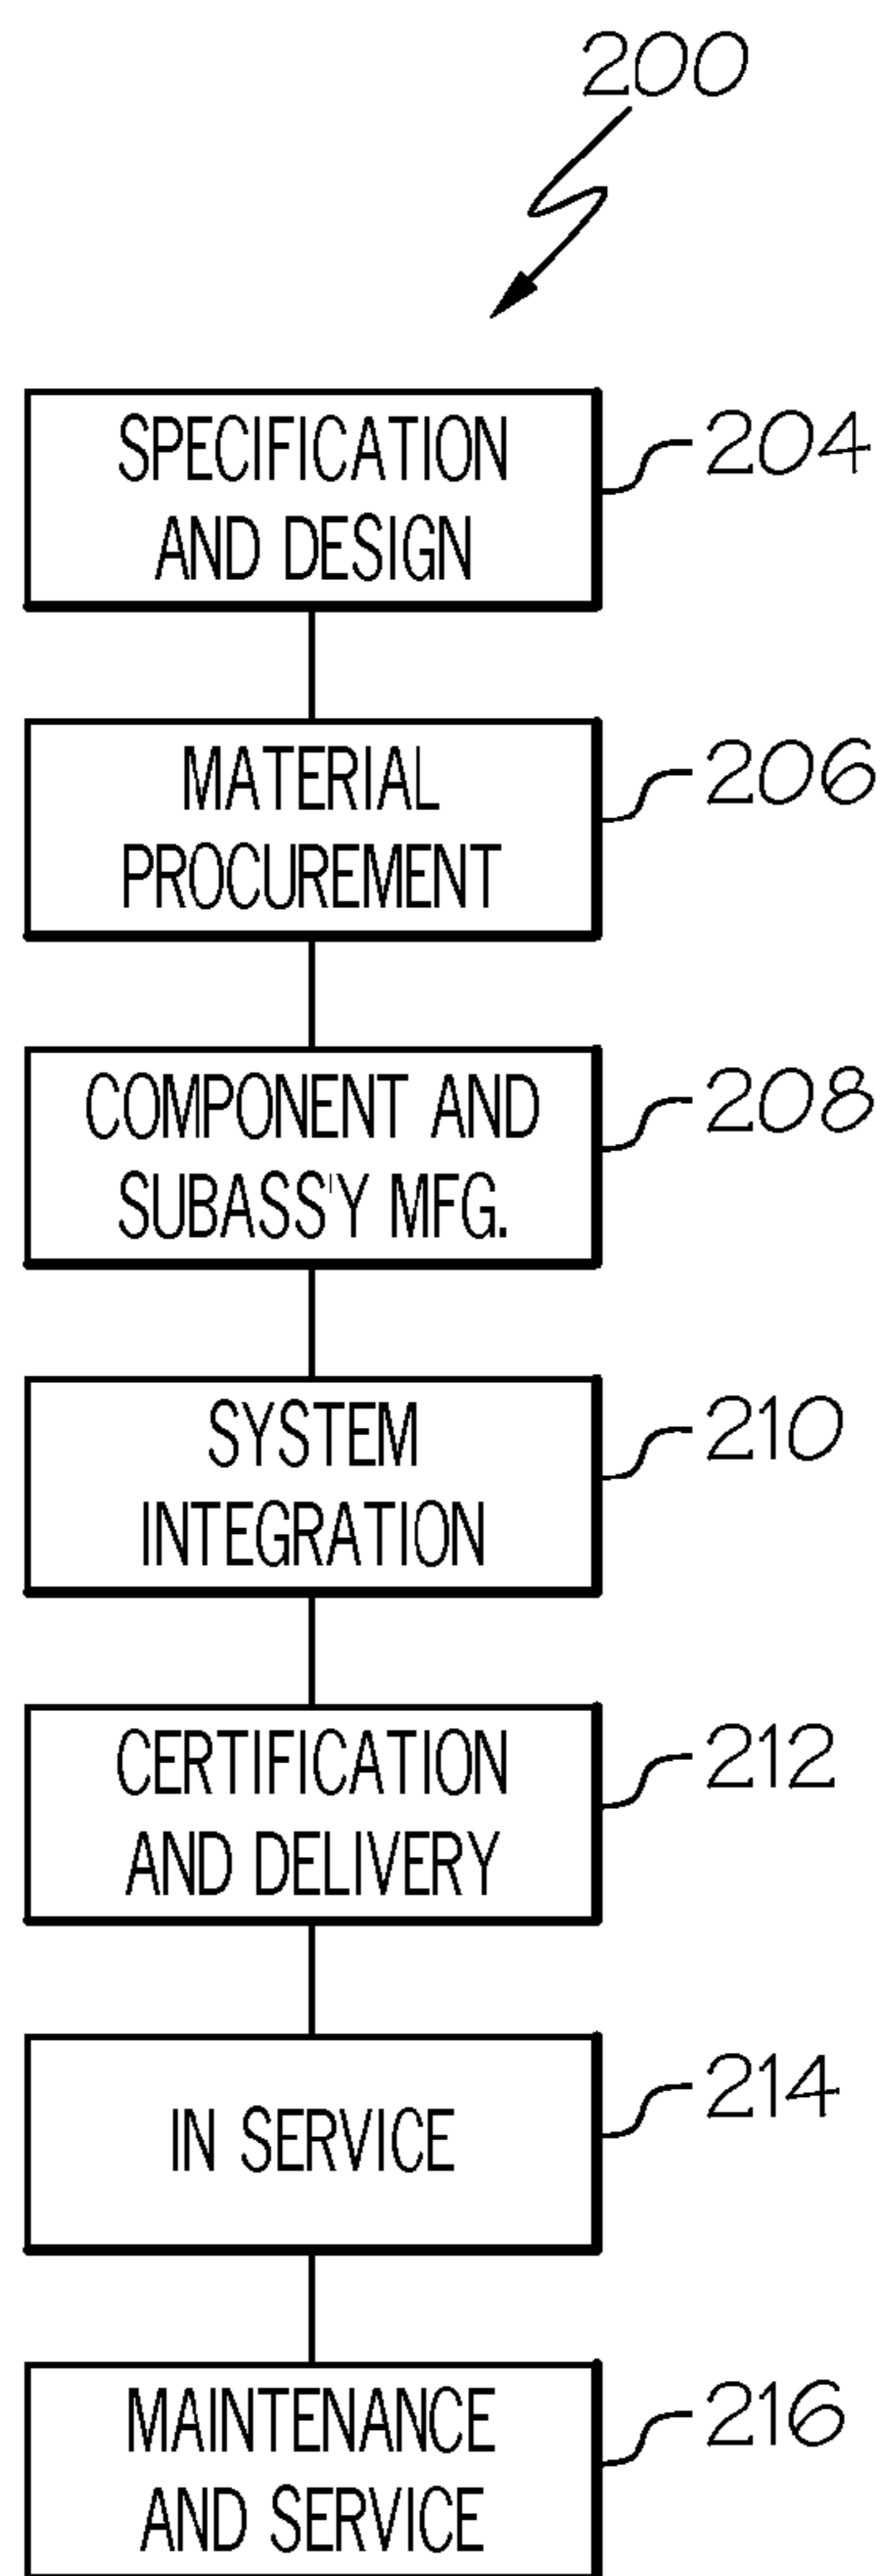 200
SPECIFICATION
AND DESIGN
204
MATERIAL
PROCUREMENT
206
COMPONENT AND
SUBASS'Y MFG.
208
SYSTEM
INTEGRATION
210
CERTIFICATION
AND DELIVERY
212
IN SERVICE
214
MAINTENANCE
AND SERVICE
216